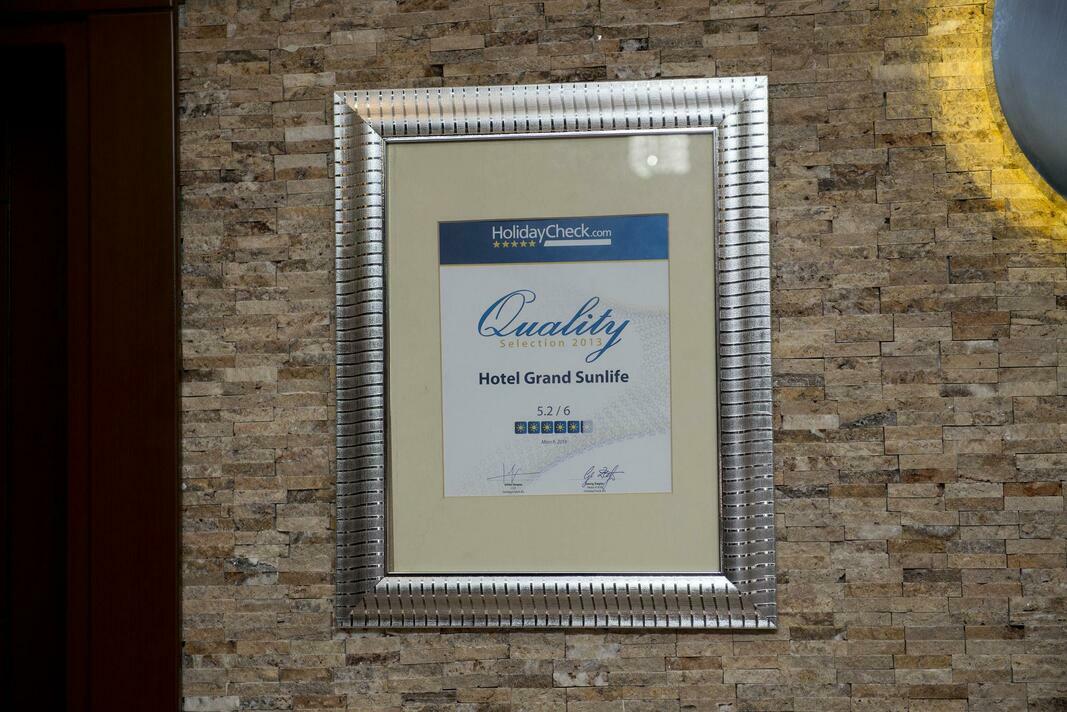 HolidayCheck.com
Quality
Selection 2013
Hotel Grand Sunlife
5.2 / 6